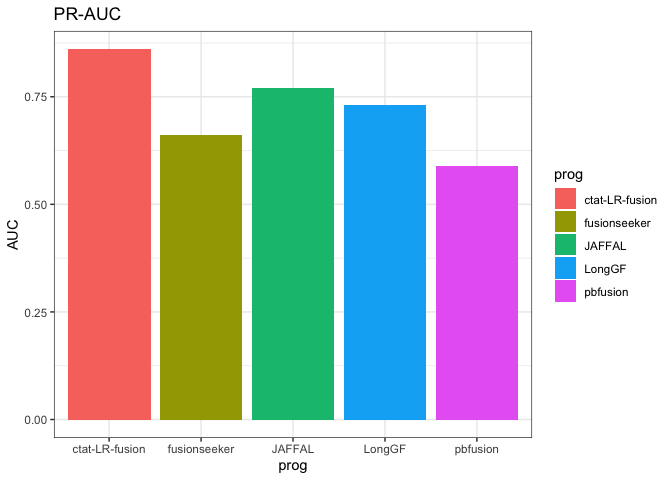 PR-AUC
AUC
0.75
0.50
0.25
0.00
ctat-LR-fusion fusionseeker JAFFAL LongGF pbfusion
prog
prog
ctat-LR-fusion
fusionseeker
JAFFAL
LongGF
pbfusion